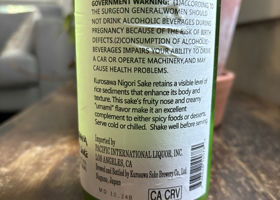 GOVERNMENT WARNING: (1)ACCORDING TO
THE SURGEON GENERAL, WOMEN SHOULD
NOT DRINK ALCOHOLIC BEVERAGES DURING
PREGNANCY BECAUSE OF THE RISK OF BIRTH
DEFECTS.(2)CONSUMPTION OF ALCOHOLIC
BEVERAGES IMPAIRS YOUR ABILITY TO DRIVE
A CAR OR OPERATE MACHINERY, AND MAY
CAUSE HEALTH PROBLEMS.
Kurosawa Nigori Sake retains a visible level of
rice sediments that enhance its body and
texture. This sake's fruity nose and creamy
"umami" flavor make it an excellent
complement to either spicy foods or desserts.
Serve cold or chilled. Shake well before serving.
Imported by
PACIFIC INTERNATIONAL LIQUOR, INC.
LOS ANGELES, CA
Brewed and Bottled by Kurosawa Sake Brewery Co., Ltd.
Nagano, Japan
CA CRV